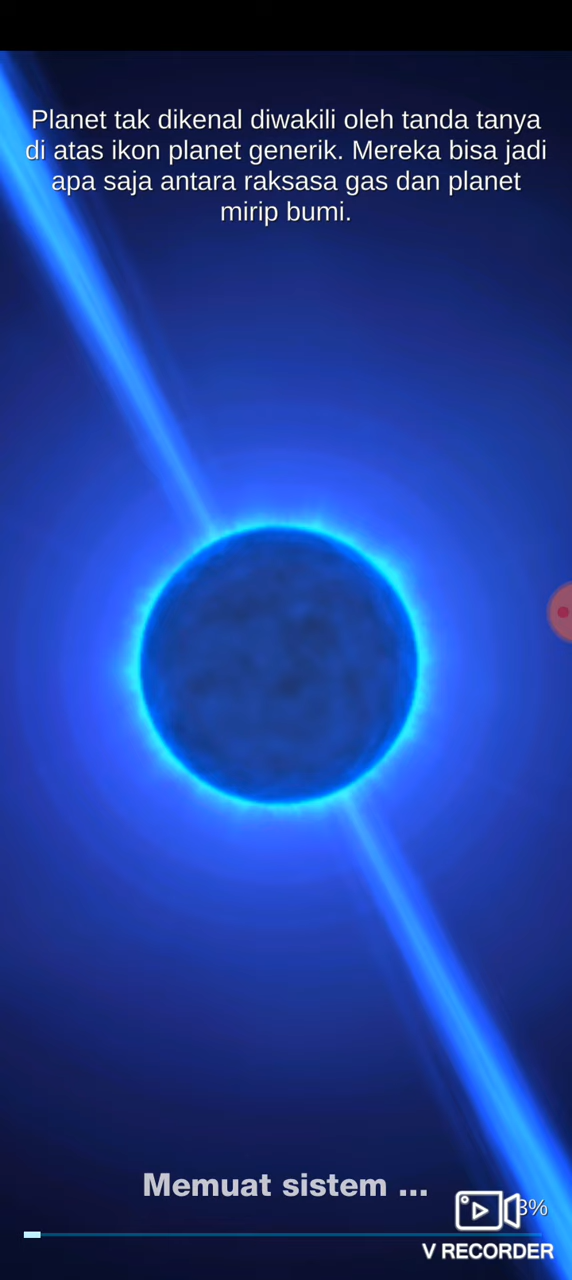 Planet tak dikenal diwakili oleh tanda tanya
di atas ikon planet generik. Mereka bisa jadi
apa saja antara raksasa gas dan planet
mirip bumi.
Memuat sistem ...
3%
V RECORDER